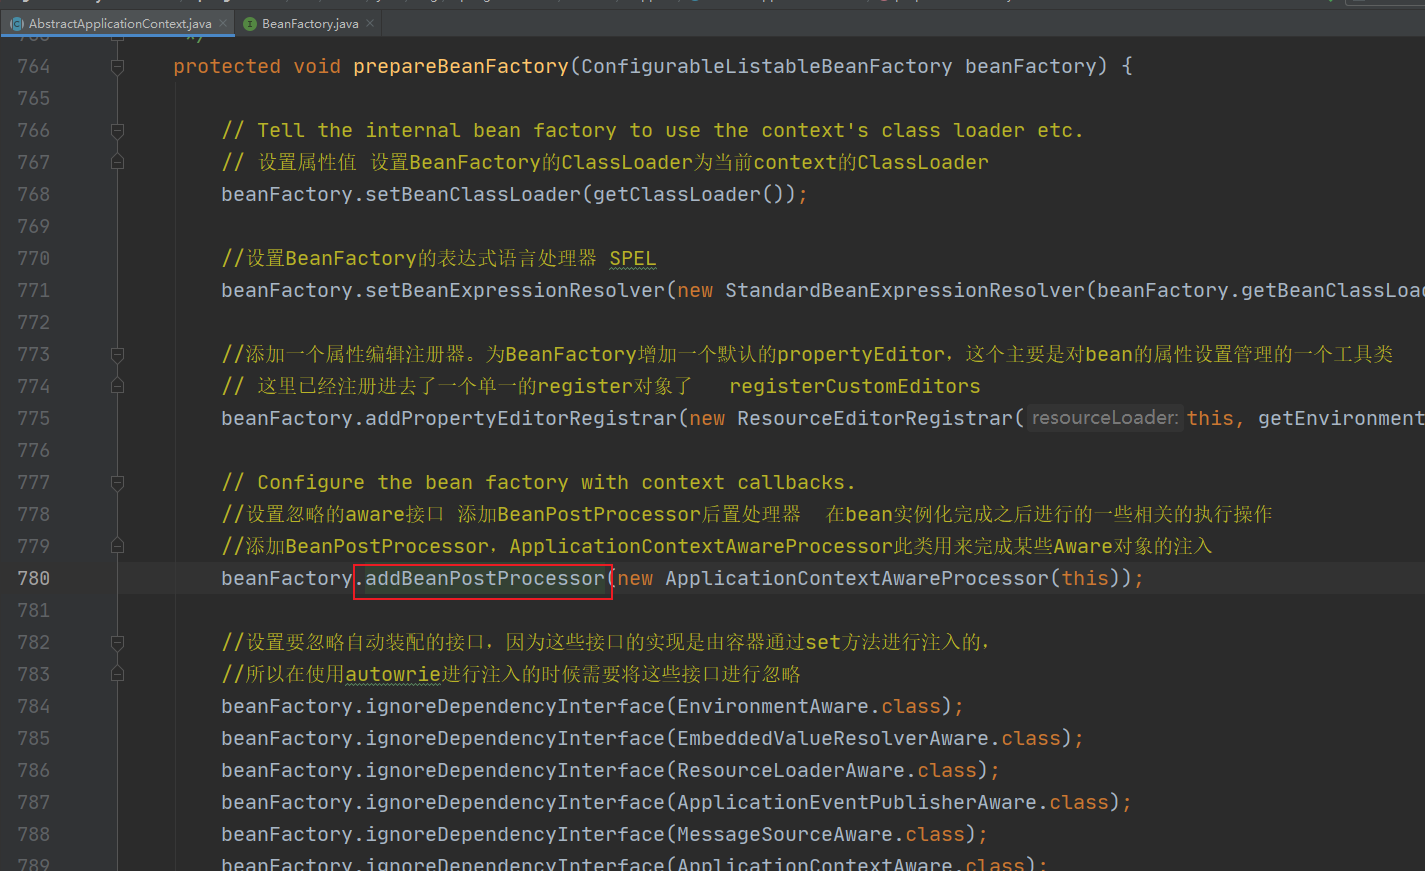 AbstractApplicationContext.java
BeanFactory.java
764 protected void prepareBeanFactory(ConfigurableListableBeanFactory beanFactory) {
765
766 // Tell the internal bean factory to use the context's class loader etc.
767 // 设置属性值 设置BeanFactory的ClassLoader为当前context的ClassLoader
768 beanFactory.setBeanClassLoader(getClassLoader());
769
770 //设置BeanFactory的表达式语言处理器 SPEL
771 beanFactory.setBeanExpressionResolver(new StandardBeanExpressionResolver(beanFactory.getBeanClassLoa
772
773 //添加一个属性编辑注册器。为BeanFactory增加一个默认的propertyEditor，这个主要是对bean的属性设置管理的一个工具类
774 // 这里已经注册进去了一个单一的register对象了 registerCustomEditors
775 beanFactory.addPropertyEditorRegistrar(new ResourceEditorRegistrar( resourceLoader: this, getEnvironment
776
777 // Configure the bean factory with context callbacks.
778 //设置忽略的aware接口 添加BeanPostProcessor后置处理器 在bean实例化完成之后进行的一些相关的执行操作
779 //添加BeanPostProcessor，ApplicationContextAwareProcessor此类用来完成某些Aware对象的注入
780 beanFactory.addBeanPostProcessor(new ApplicationContextAwareProcessor(this));
781
782 //设置要忽略自动装配的接口，因为这些接口的实现是由容器通过set方法进行注入的，
783 //所以在使用autowrie进行注入的时候需要将这些接口进行忽略
784 beanFactory.ignoreDependencyInterface(EnvironmentAware.class);
785 beanFactory.ignoreDependencyInterface(EmbeddedValueResolverAware.class);
786 beanFactory.ignoreDependencyInterface(ResourceLoaderAware.class);
787 beanFactory.ignoreDependencyInterface(ApplicationEventPublisherAware.class);
788 beanFactory.ignoreDependencyInterface(MessageSourceAware.class);
789 beanFactory.ignoreDependencyInterface(ApplicationContextAware.class);